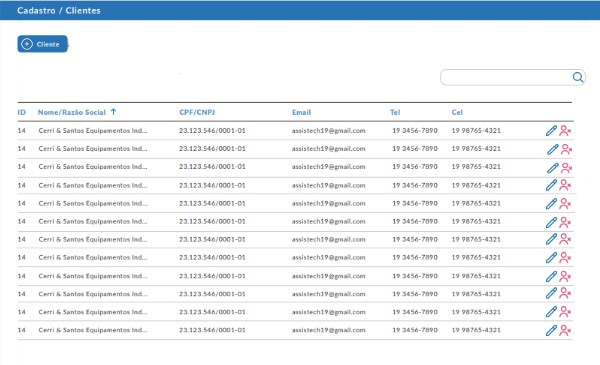 Cadastro / Clientes
Cliente
ID Nome/Razão Social ↑ CPF/CNPJ Email Tel Cel
14 Cerri & Santos Equipamentos Ind... 23.123.546/0001-01 assistech19@gmail.com 19 3456-7890 19 98765-4321
14 Cerri & Santos Equipamentos Ind... 23.123.546/0001-01 assistech19@gmail.com 19 3456-7890 19 98765-4321
14 Cerri & Santos Equipamentos Ind... 23.123.546/0001-01 assistech19@gmail.com 19 3456-7890 19 98765-4321
14 Cerri & Santos Equipamentos Ind... 23.123.546/0001-01 assistech19@gmail.com 19 3456-7890 19 98765-4321
14 Cerri & Santos Equipamentos Ind... 23.123.546/0001-01 assistech19@gmail.com 19 3456-7890 19 98765-4321
14 Cerri & Santos Equipamentos Ind... 23.123.546/0001-01 assistech19@gmail.com 19 3456-7890 19 98765-4321
14 Cerri & Santos Equipamentos Ind... 23.123.546/0001-01 assistech19@gmail.com 19 3456-7890 19 98765-4321
14 Cerri & Santos Equipamentos Ind... 23.123.546/0001-01 assistech19@gmail.com 19 3456-7890 19 98765-4321
14 Cerri & Santos Equipamentos Ind... 23.123.546/0001-01 assistech19@gmail.com 19 3456-7890 19 98765-4321
14 Cerri & Santos Equipamentos Ind... 23.123.546/0001-01 assistech19@gmail.com 19 3456-7890 19 98765-4321
14 Cerri & Santos Equipamentos Ind... 23.123.546/0001-01 assistech19@gmail.com 19 3456-7890 19 98765-4321
14 Cerri & Santos Equipamentos Ind... 23.123.546/0001-01 assistech19@gmail.com 19 3456-7890 19 98765-4321